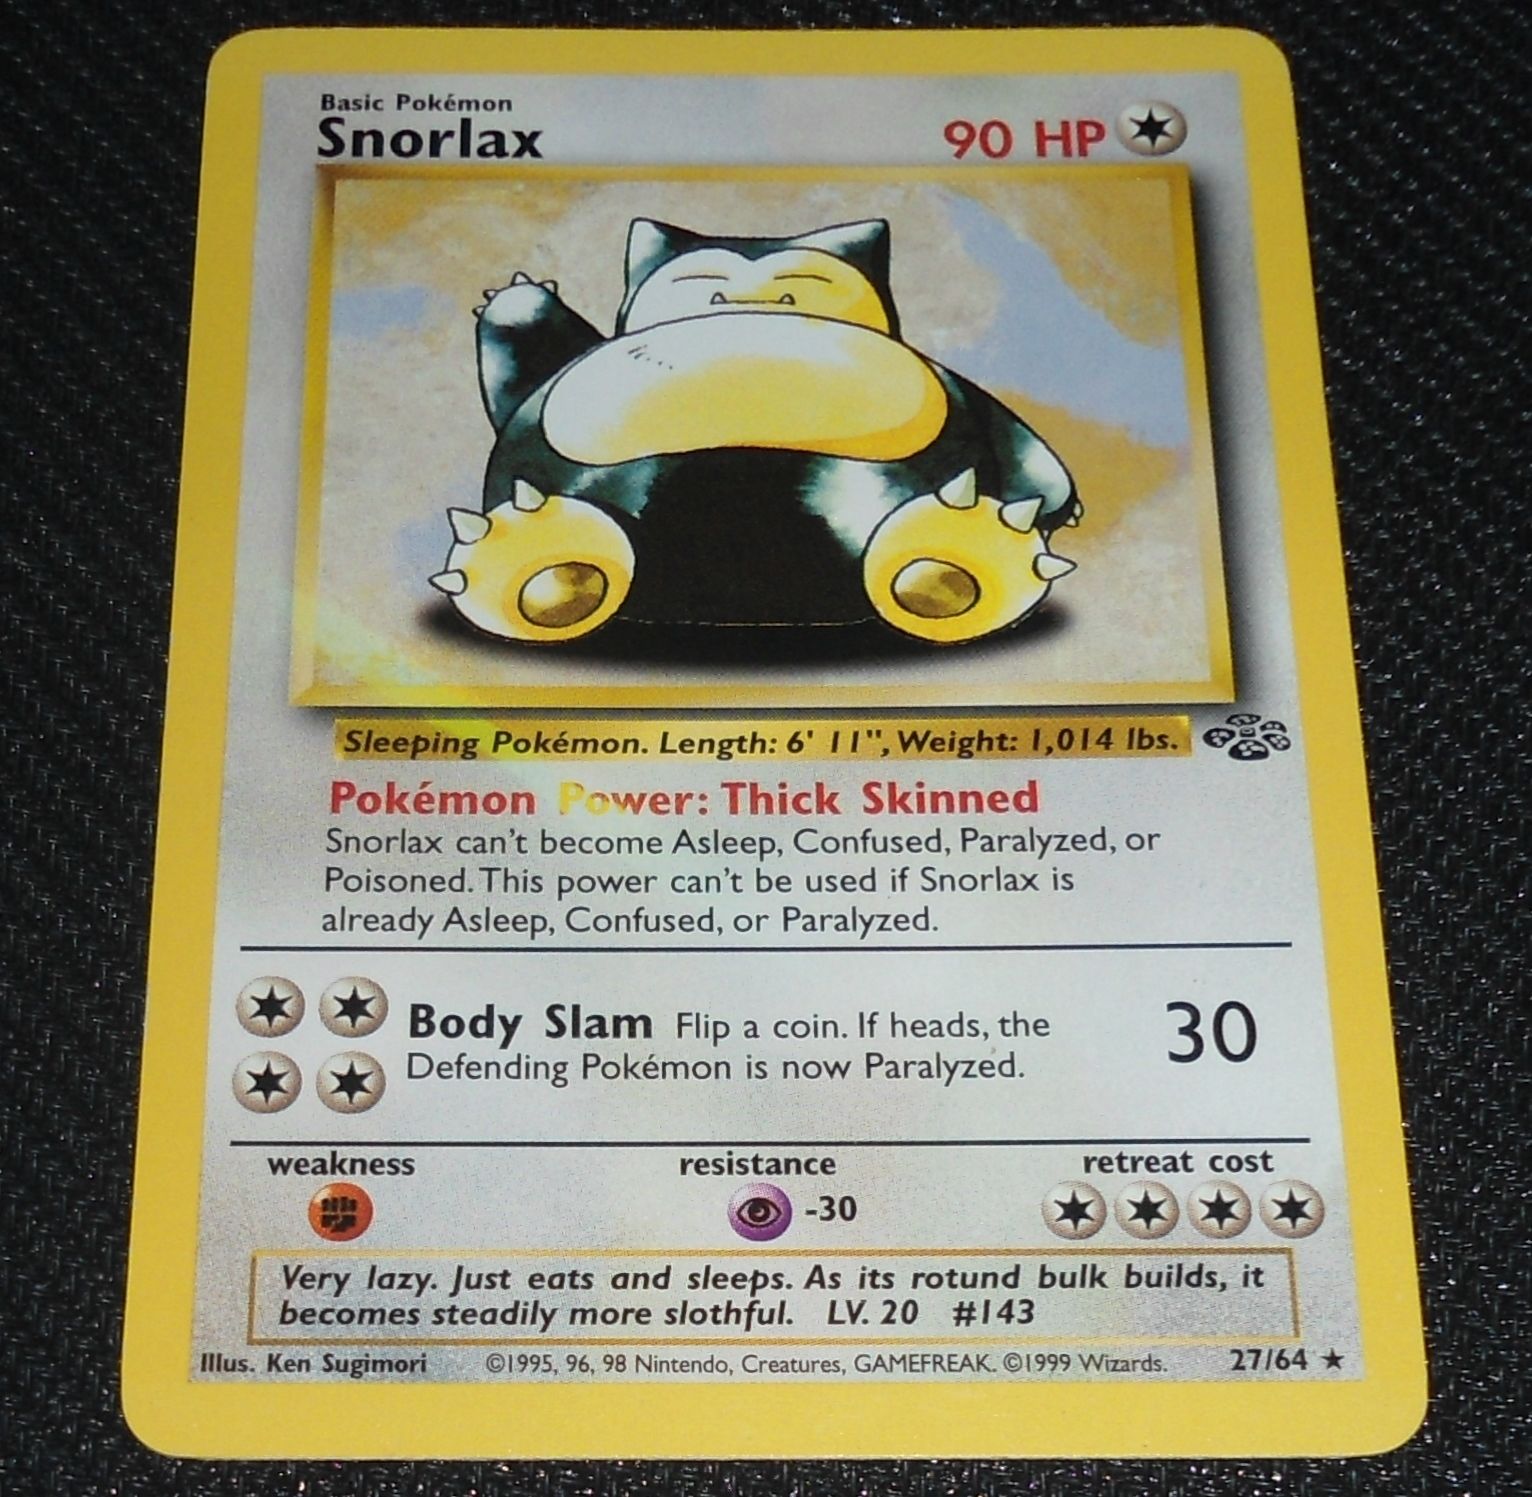 Basic Pokémon
Snorlax
90 HP
Sleeping Pokémon. Length: 6' 11", Weight: 1,014 lbs.
Pokémon Power: Thick Skinned
Snorlax can't become Asleep, Confused, Paralyzed, or
Poisoned. This power can't be used if Snorlax is
already Asleep, Confused, or Paralyzed.
Body Slam Flip a coin. If heads, the
Defending Pokémon is now Paralyzed.
30
weakness
resistance
retreat cost
-30
Very lazy. Just eats and sleeps. As its rotund bulk builds, it
becomes steadily more slothful. LV. 20 #143
Illus. Ken Sugimori ©1995, 96, 98 Nintendo, Creatures, GAMEFREAK. ©1999 Wizards. 27/64 ★